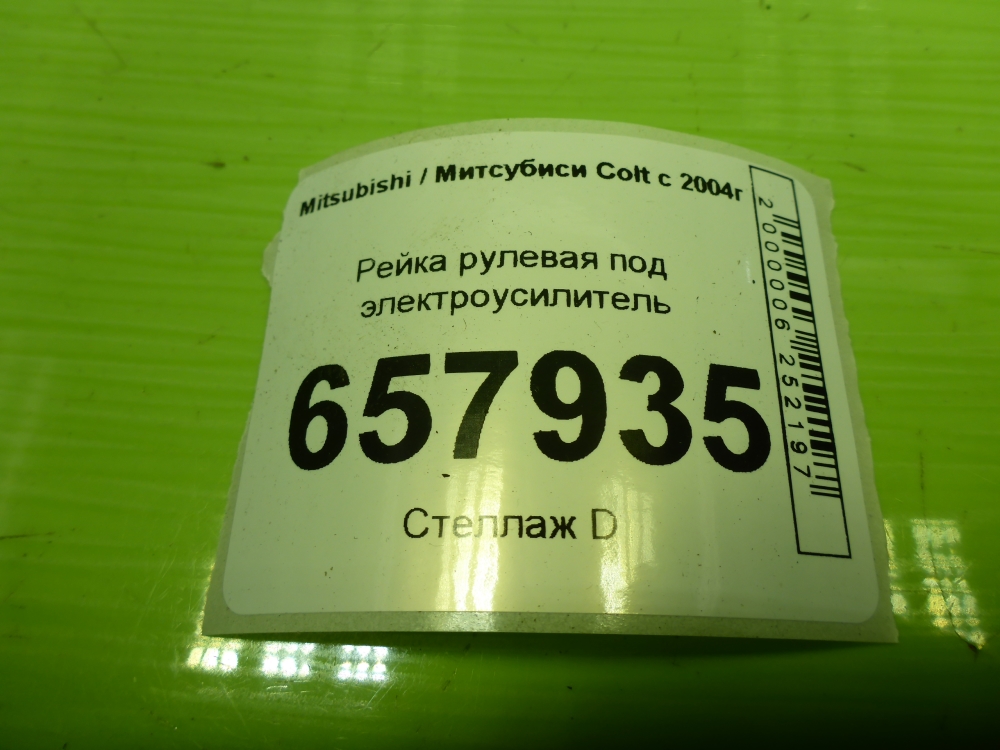 Mitsubishi / Митсубиси Colt с 2004г
Рейка рулевая под
электроусилитель
657935
Стеллаж D
2000006252197